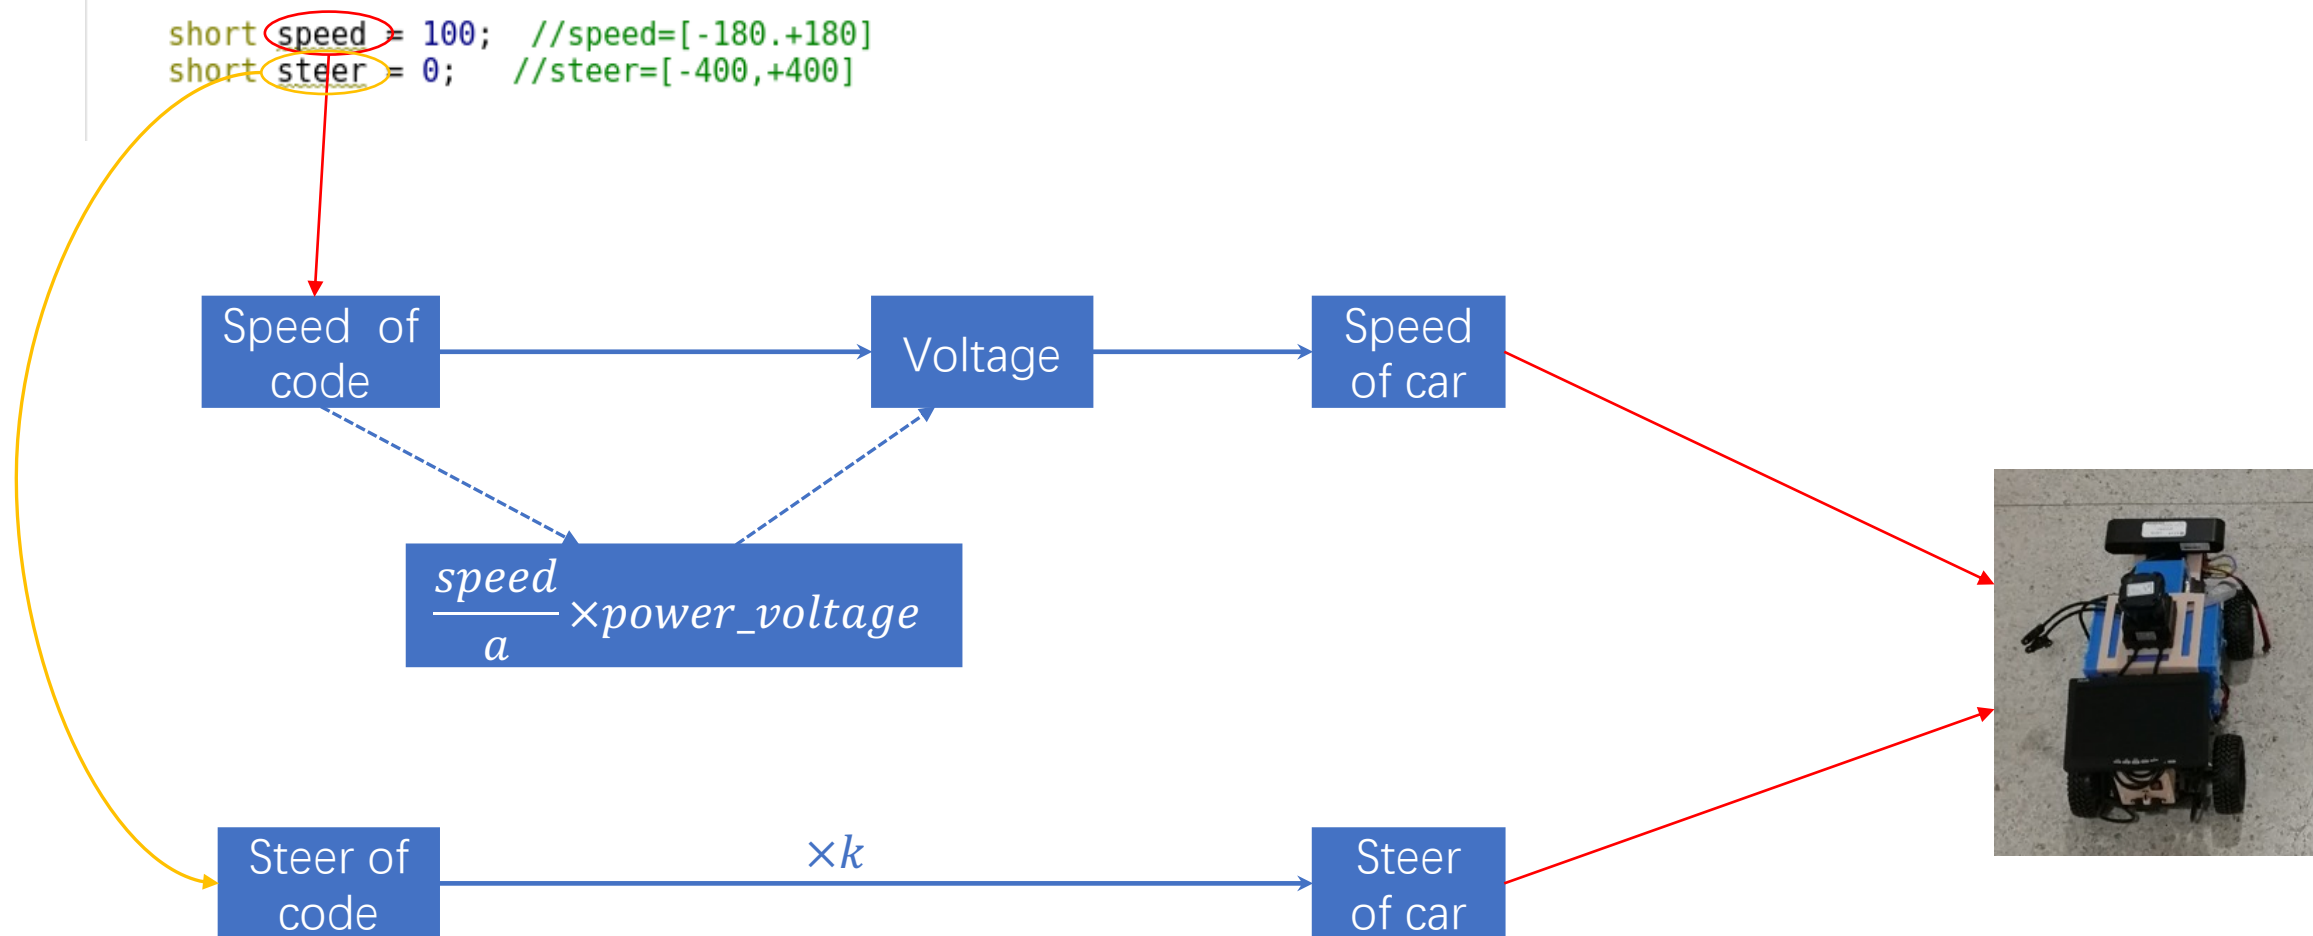 short speed = 100;  //speed=[-180.+180]
short steer = 0;   //steer=[-400,+400]
Speed of
code
Voltage
Speed
of car
speed
a
×power_voltage
×k
Steer of
code
Steer
of car